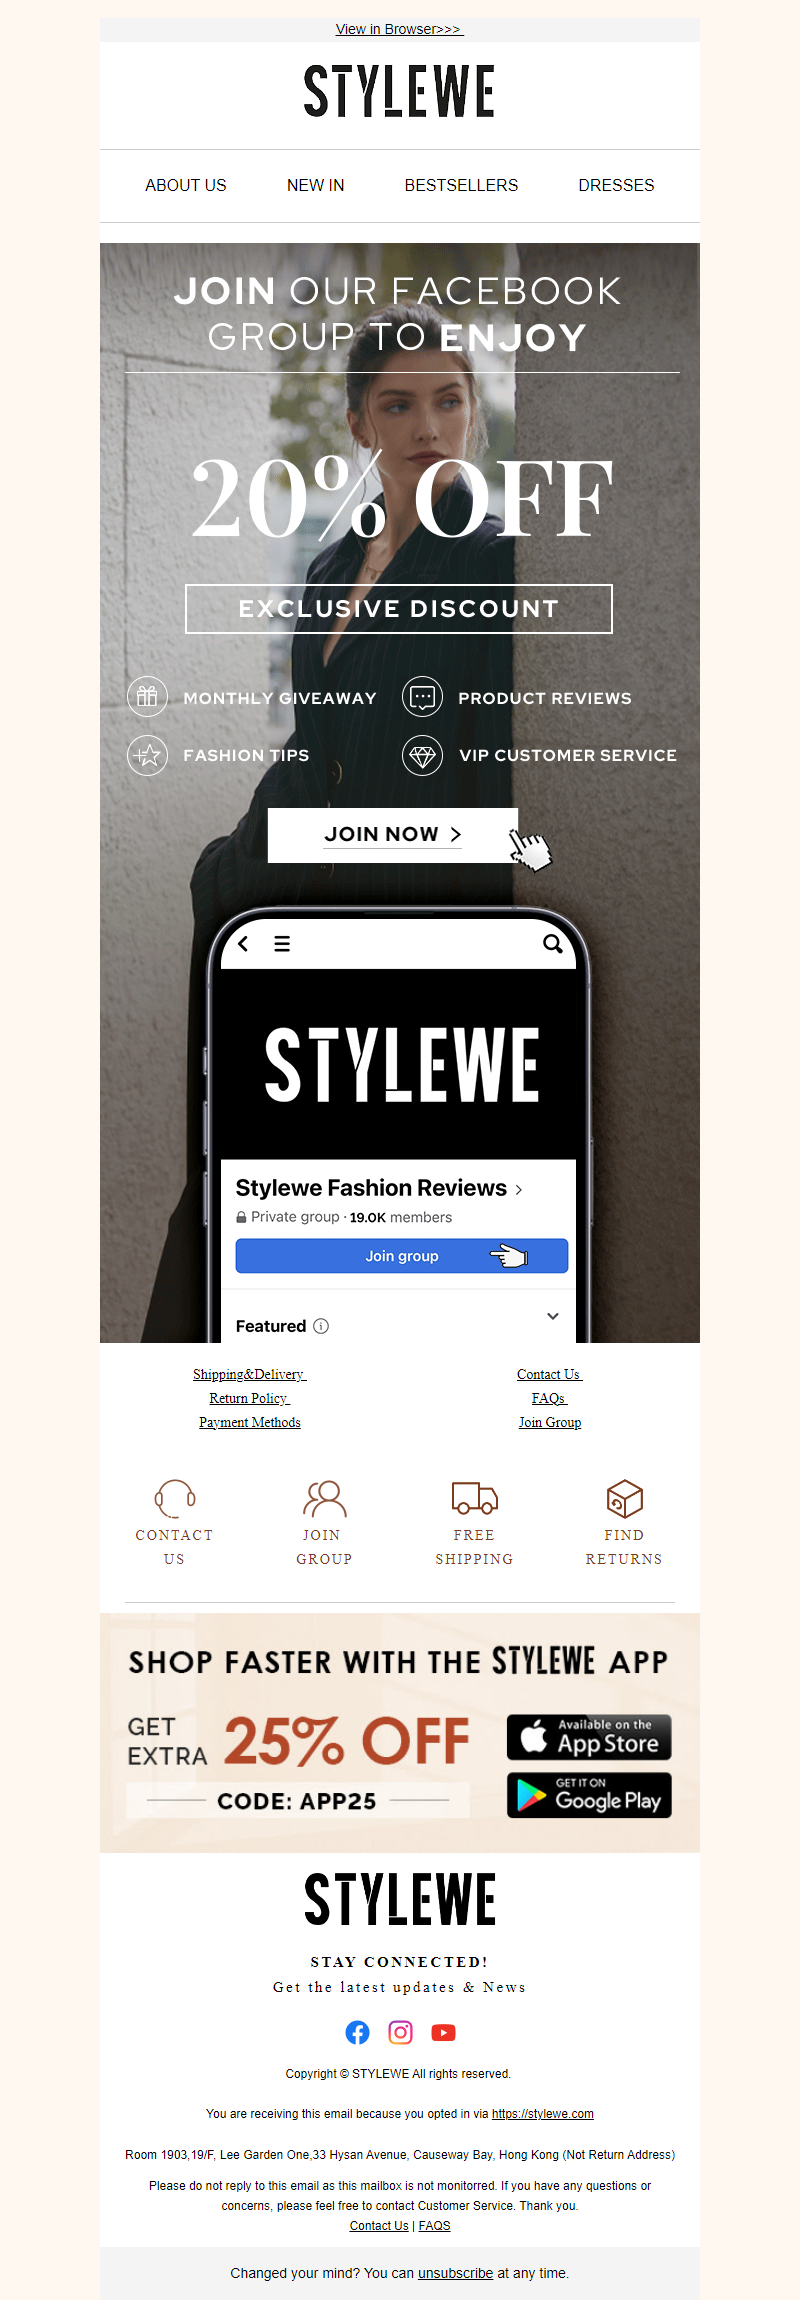 View in Browser>>>
STYLEWE
ABOUT US
NEW IN
BESTSELLERS
DRESSES
JOIN OUR FACEBOOK
GROUP TO ENJOY
20% OFF
EXCLUSIVE DISCOUNT
MONTHLY GIVEAWAY
PRODUCT REVIEWS
FASHION TIPS
VIP CUSTOMER SERVICE
JOIN NOW >
STYLEWE
Stylewe Fashion Reviews >
Private group · 19.0K members
Join group
Featured
Shipping&Delivery
Return Policy
Payment Methods
Contact Us
FAQs
Join Group
CONTACT
US
JOIN
GROUP
FREE
SHIPPING
FIND
RETURNS
SHOP FASTER WITH THE STYLEWE APP
GET
EXTRA
25% OFF
CODE: APP25
Available on the
App Store
GET IT ON
Google Play
STYLEWE
STAY CONNECTED!
Get the latest updates & News
Copyright © STYLEWE All rights reserved.
You are receiving this email because you opted in via https://stylewe.com
Room 1903,19/F, Lee Garden One,33 Hysan Avenue, Causeway Bay, Hong Kong (Not Return Address)
Please do not reply to this email as this mailbox is not monitorred. If you have any questions or
concerns, please feel free to contact Customer Service. Thank you.
Contact Us | FAQS
Changed your mind? You can unsubscribe at any time.